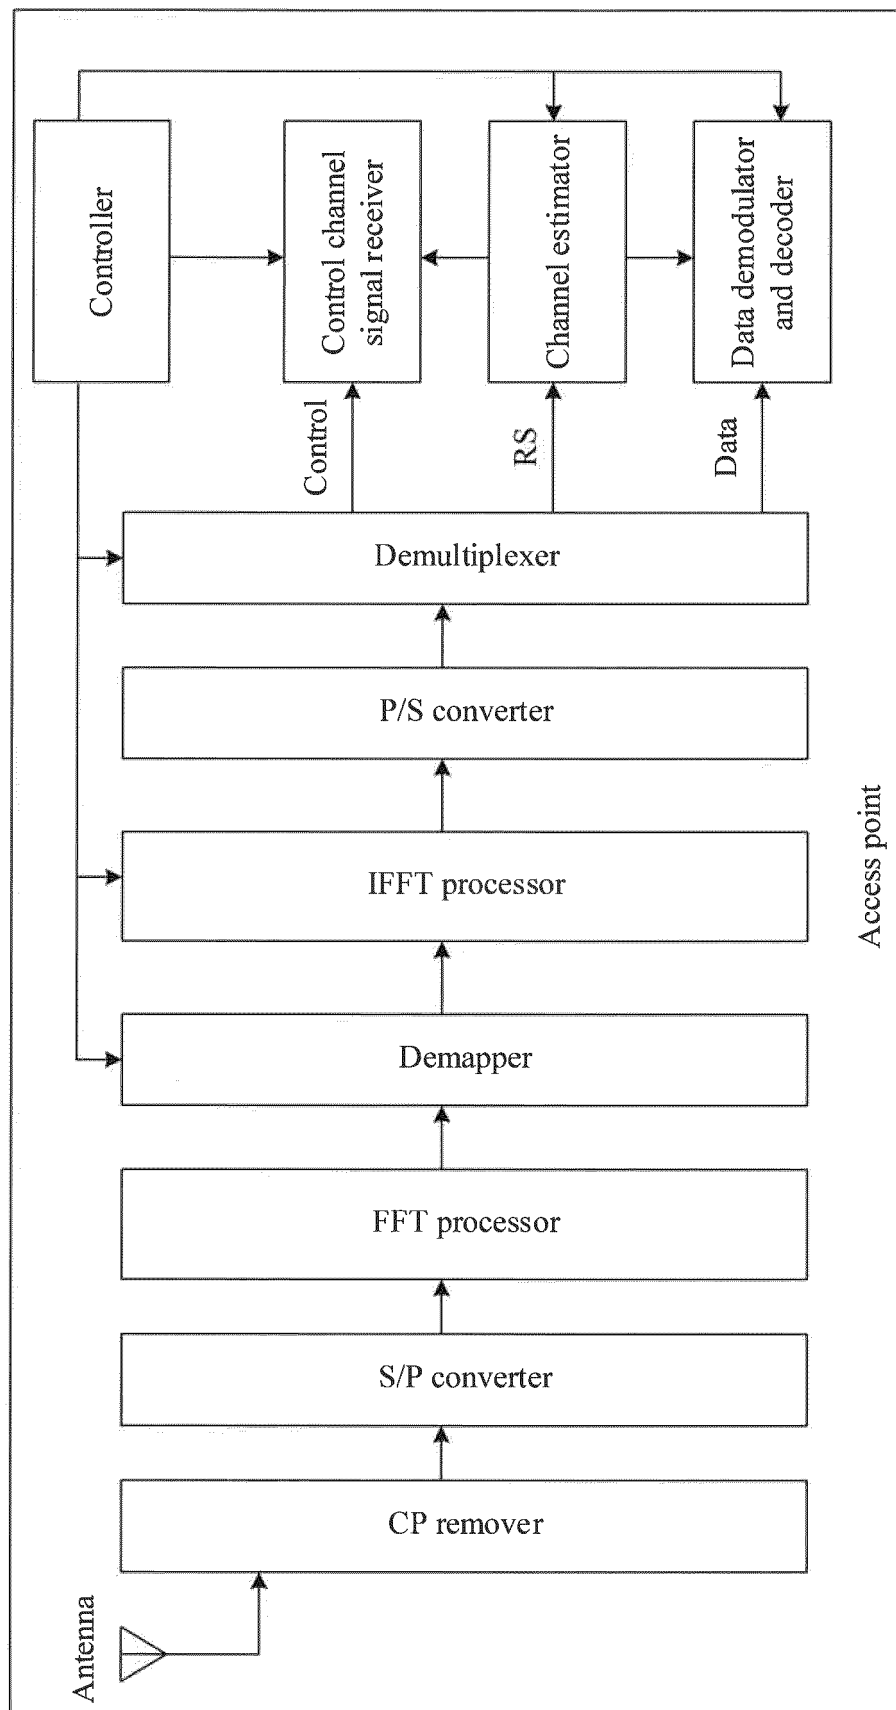 Controller
Control channel
signal receiver
Channel estimator
Data demodulator
and decoder
Control
RS
Data
Demultiplexer
P/S converter
IFFT processor
Demapper
FFT processor
S/P converter
CP remover
Antenna
Access point